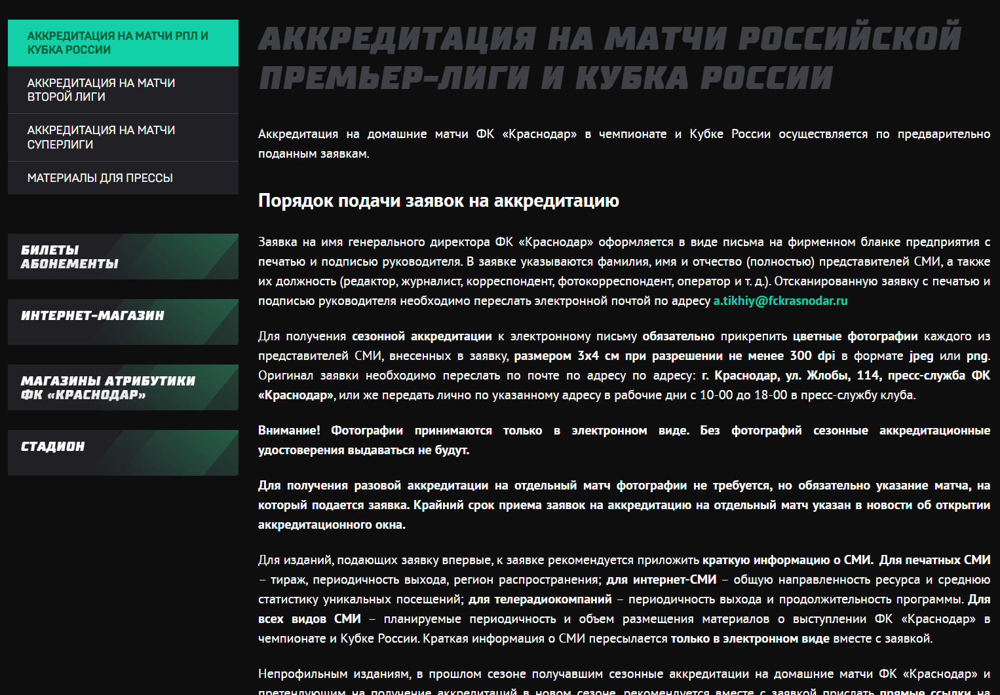 АККРЕДИТАЦИЯ НА МАТЧИ РПЛ И
КУБКА РОССИИ
АККРЕДИТАЦИЯ НА МАТЧИ
ВТОРОЙ ЛИГИ
АККРЕДИТАЦИЯ НА МАТЧИ
СУПЕРЛИГИ
МАТЕРИАЛЫ ДЛЯ ПРЕССЫ
БИЛЕТЫ
АБОНЕМЕНТЫ
ИНТЕРНЕТ-МАГАЗИН
МАГАЗИНЫ АТРИБУТИКИ
ФК «КРАСНОДАР»
СТАДИОН
АККРЕДИТАЦИЯ НА МАТЧИ РОССИЙСКОЙ
ПРЕМЬЕР-ЛИГИ И КУБКА РОССИИ
Аккредитация на домашние матчи ФК «Краснодар» в чемпионате и Кубке России осуществляется по предварительно
поданным заявкам.
Порядок подачи заявок на аккредитацию
Заявка на имя генерального директора ФК «Краснодар» оформляется в виде письма на фирменном бланке предприятия с
печатью и подписью руководителя. В заявке указываются фамилия, имя и отчество (полностью) представителей СМИ, а также
их должность (редактор, журналист, корреспондент, фотокорреспондент, оператор и т. д.). Отсканированную заявку с печатью и
подписью руководителя необходимо переслать электронной почтой по адресу a.tikhiy@fckrasnodar.ru
Для получения сезонной аккредитации к электронному письму обязательно прикрепить цветные фотографии каждого из
представителей СМИ, внесенных в заявку, размером 3х4 см при разрешении не менее 300 dpi в формате jpeg или png.
Оригинал заявки необходимо переслать по почте по адресу по адресу: г. Краснодар, ул. Жлобы, 114, пресс-служба ФК
«Краснодар», или же передать лично по указанному адресу в рабочие дни с 10-00 до 18-00 в пресс-службу клуба.
Внимание! Фотографии принимаются только в электронном виде. Без фотографий сезонные аккредитационные
удостоверения выдаваться не будут.
Для получения разовой аккредитации на отдельный матч фотографии не требуется, но обязательно указание матча, на
который подается заявка. Крайний срок приема заявок на аккредитацию на отдельный матч указан в новости об открытии
аккредитационного окна.
Для изданий, подающих заявку впервые, к заявке рекомендуется приложить краткую информацию о СМИ. Для печатных СМИ
– тираж, периодичность выхода, регион распространения; для интернет-СМИ – общую направленность ресурса и среднюю
статистику уникальных посещений; для телерадиокомпаний – периодичность выхода и продолжительность программы. Для
всех видов СМИ – планируемые периодичность и объем размещения материалов о выступлении ФК «Краснодар» в
чемпионате и Кубке России. Краткая информация о СМИ пересылается только в электронном виде вместе с заявкой.
Непрофильным изданиям, в прошлом сезоне получавшим сезонные аккредитации на домашние матчи ФК «Краснодар» и
претендующим на получение аккредитаций в новом сезоне, рекомендуется вместе с заявкой прислать прямые ссылки на